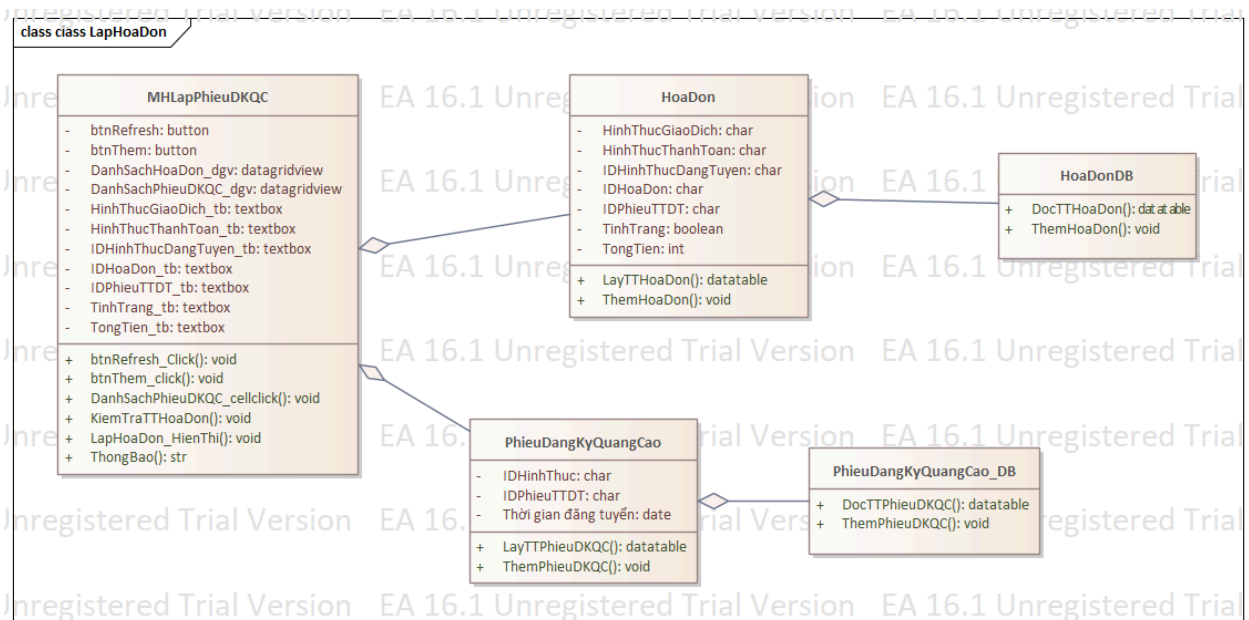 class class LapHoaDon
MHLapPhieuDKQC
- btnRefresh: button
- btnThem: button
- DanhSachHoaDon_dgv: datagridview
- DanhSachPhieuDKQC_dgv: datagridview
- HinhThucGiaoDich_tb: textbox
- HinhThucThanhToan_tb: textbox
- IDHinhThucDangTuyen_tb: textbox
- IDHoaDon_tb: textbox
- IDPhieuTTDT_tb: textbox
- TinhTrang_tb: textbox
- TongTien_tb: textbox
+ btnRefresh_Click(): void
+ btnThem_click(): void
+ DanhSachPhieuDKQC_cellclick(): void
+ KiemTraTTHoaDon(): void
+ LapHoaDon_HienThi(): void
+ ThongBao(): str
HoaDon
- HinhThucGiaoDich: char
- HinhThucThanhToan: char
- IDHinhThucDangTuyen: char
- IDHoaDon: char
- IDPhieuTTDT: char
- TinhTrang: boolean
- TongTien: int
+ LayTTHoaDon(): datatable
+ ThemHoaDon(): void
HoaDonDB
+ DocTTHoaDon(): datatable
+ ThemHoaDon(): void
PhieuDangKyQuangCao
- IDHinhThuc: char
- IDPhieuTTDT: char
- Thời gian đăng tuyển: date
+ LayTTPhieuDKQC(): datatable
+ ThemPhieuDKQC(): void
PhieuDangKyQuangCao_DB
+ DocTTPhieuDKQC(): datatable
+ ThemPhieuDKQC(): void
EA 16.1 Unregistered Trial Version